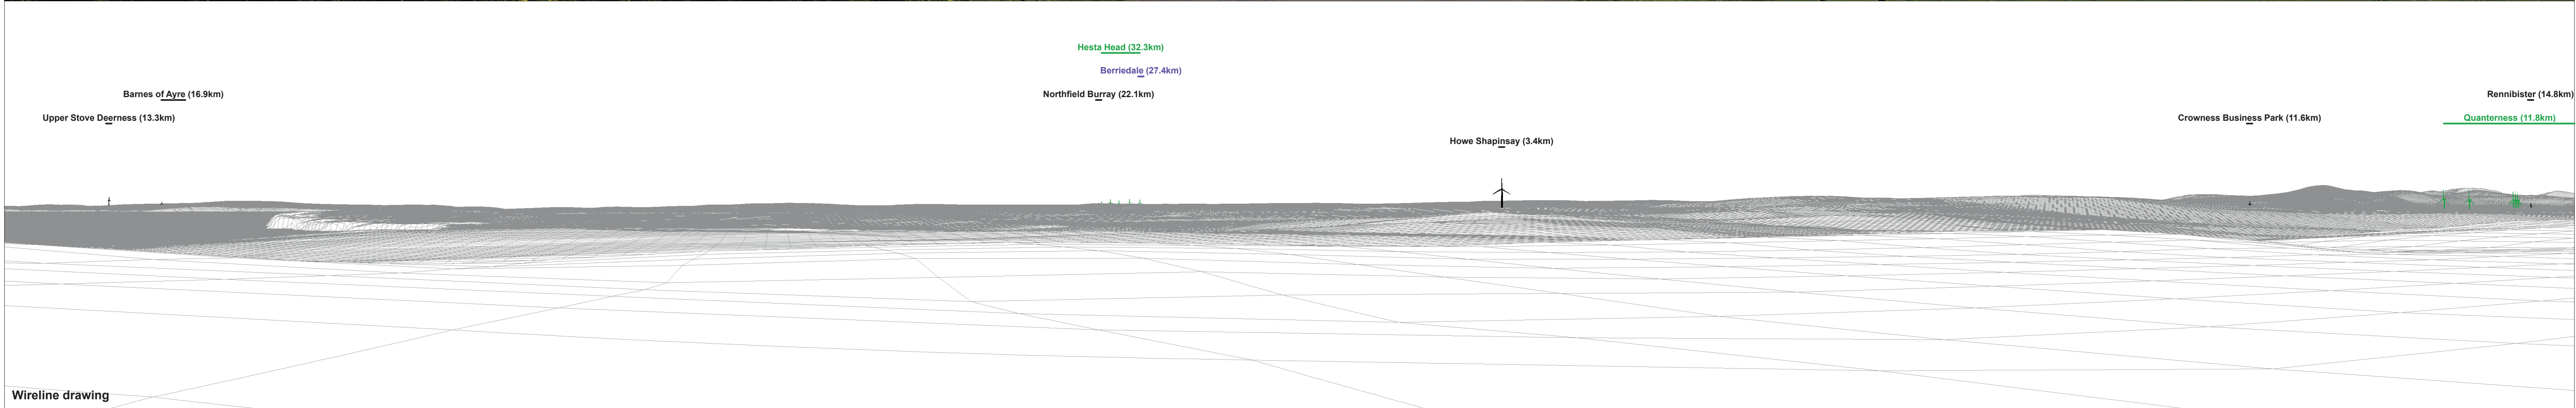 Hesta Head (32.3km)
Berriedale (27.4km)
Barnes of Ayre (16.9km)
Northfield Burray (22.1km)
Rennibister (14.8km)
Upper Stove Deerness (13.3km)
Crowness Business Park (11.6km)
Quanterness (11.8km)
Howe Shapinsay (3.4km)
Wireline drawing